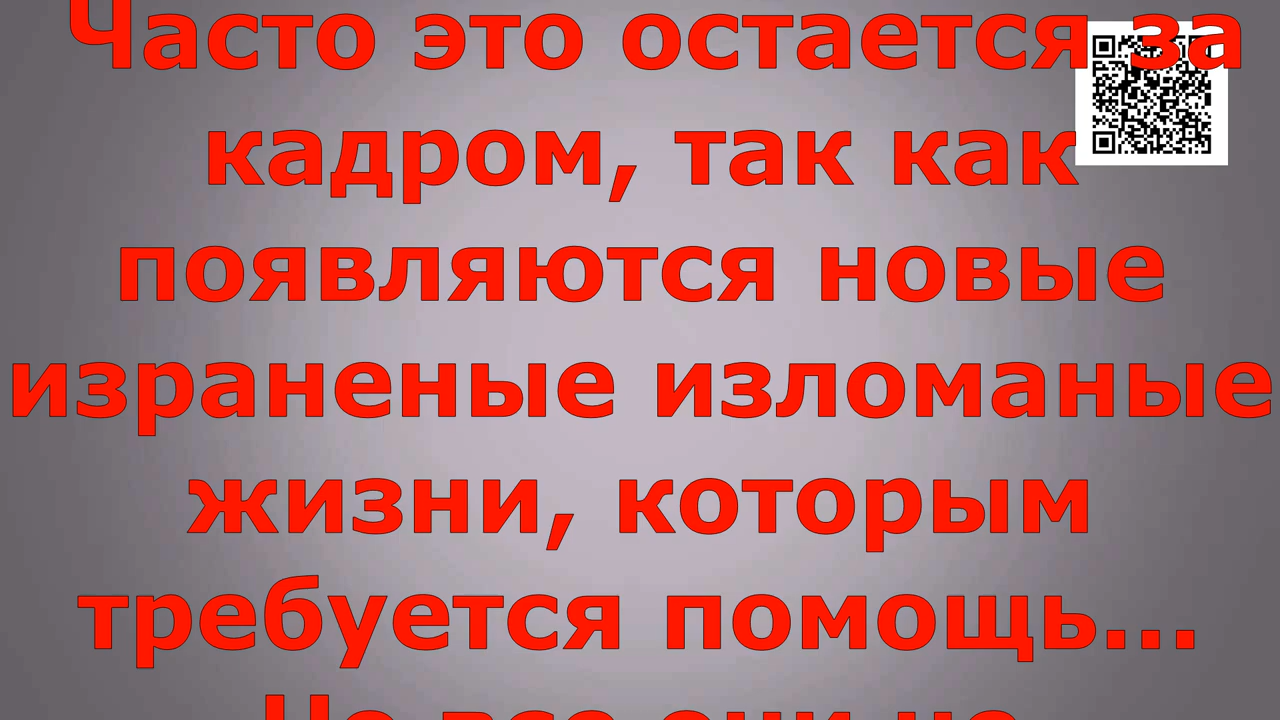 Часто это остается за
кадром, так как
появляются новые
израненые изломаные
жизни, которым
требуется помощь...